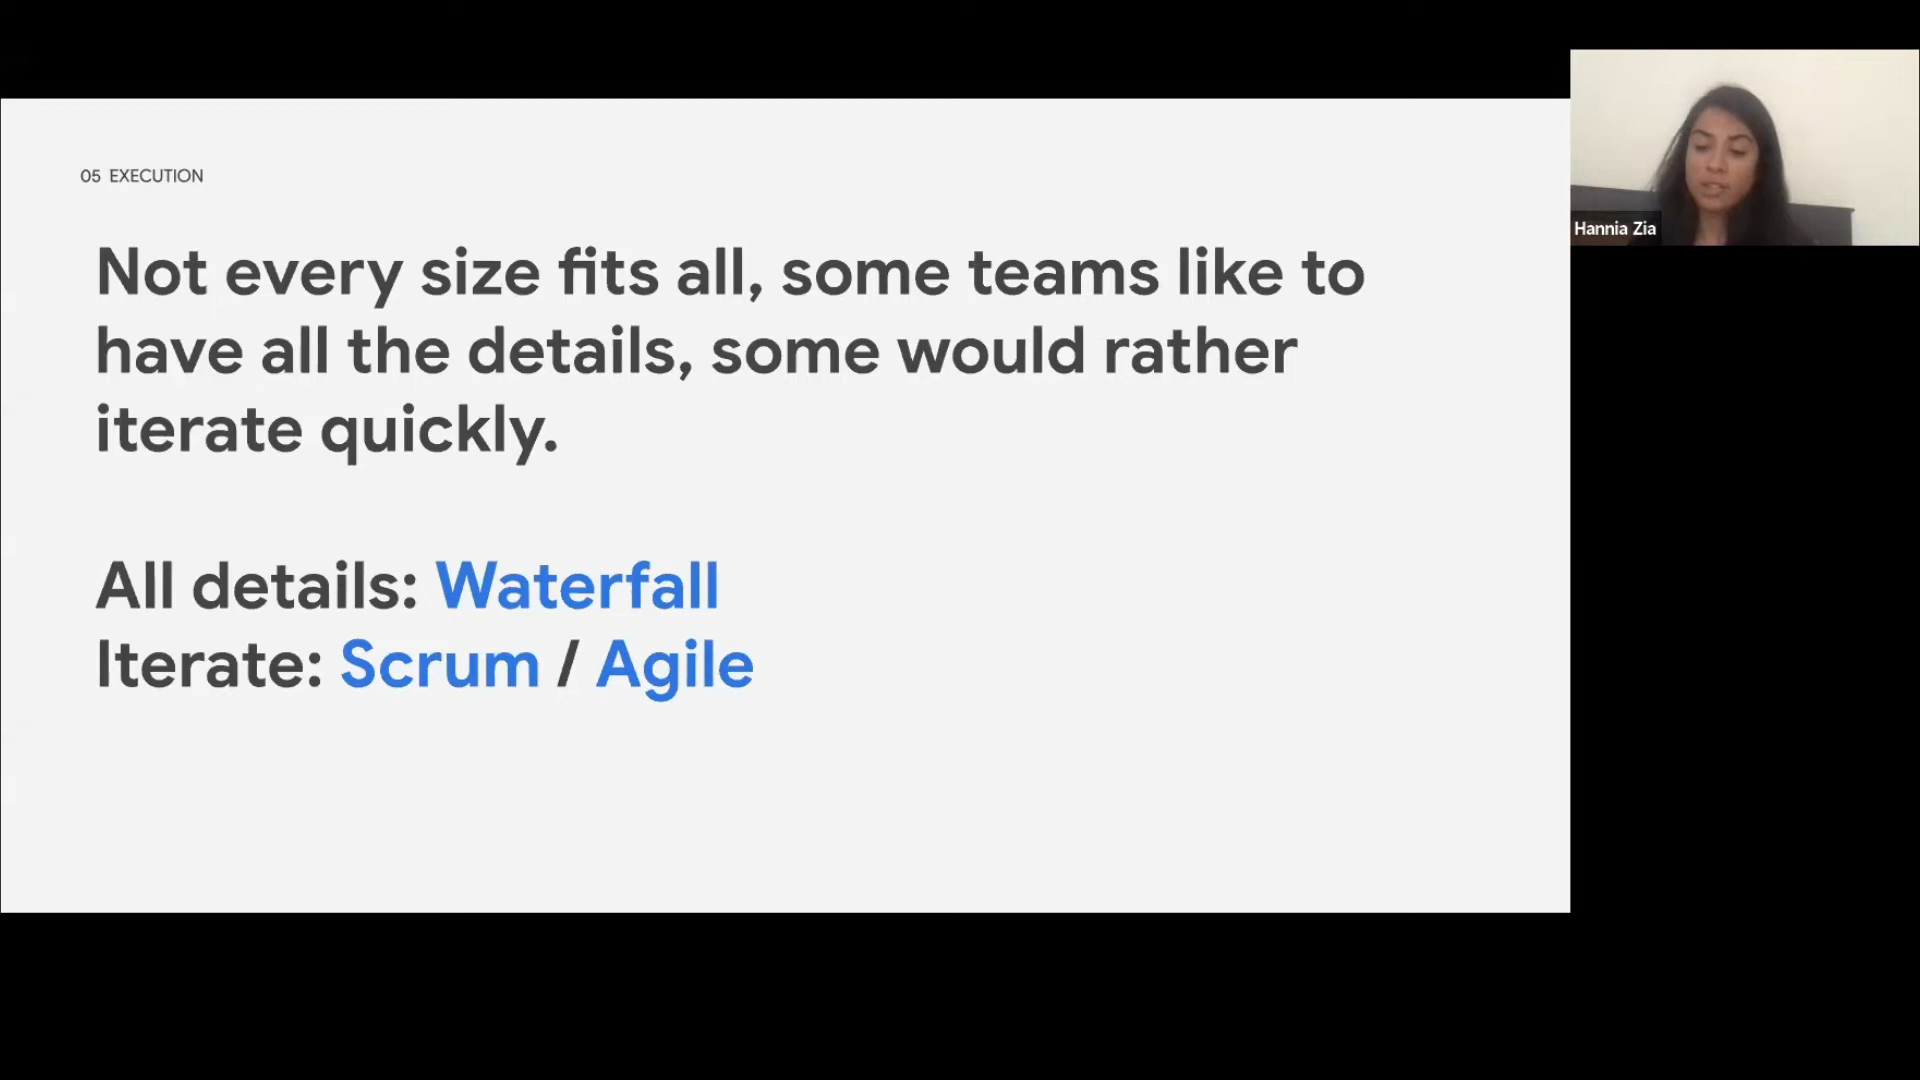 05 EXECUTION
Not every size fits all, some teams like to
have all the details, some would rather
iterate quickly.
All details: Waterfall
Iterate: Scrum / Agile
Hannia Zia